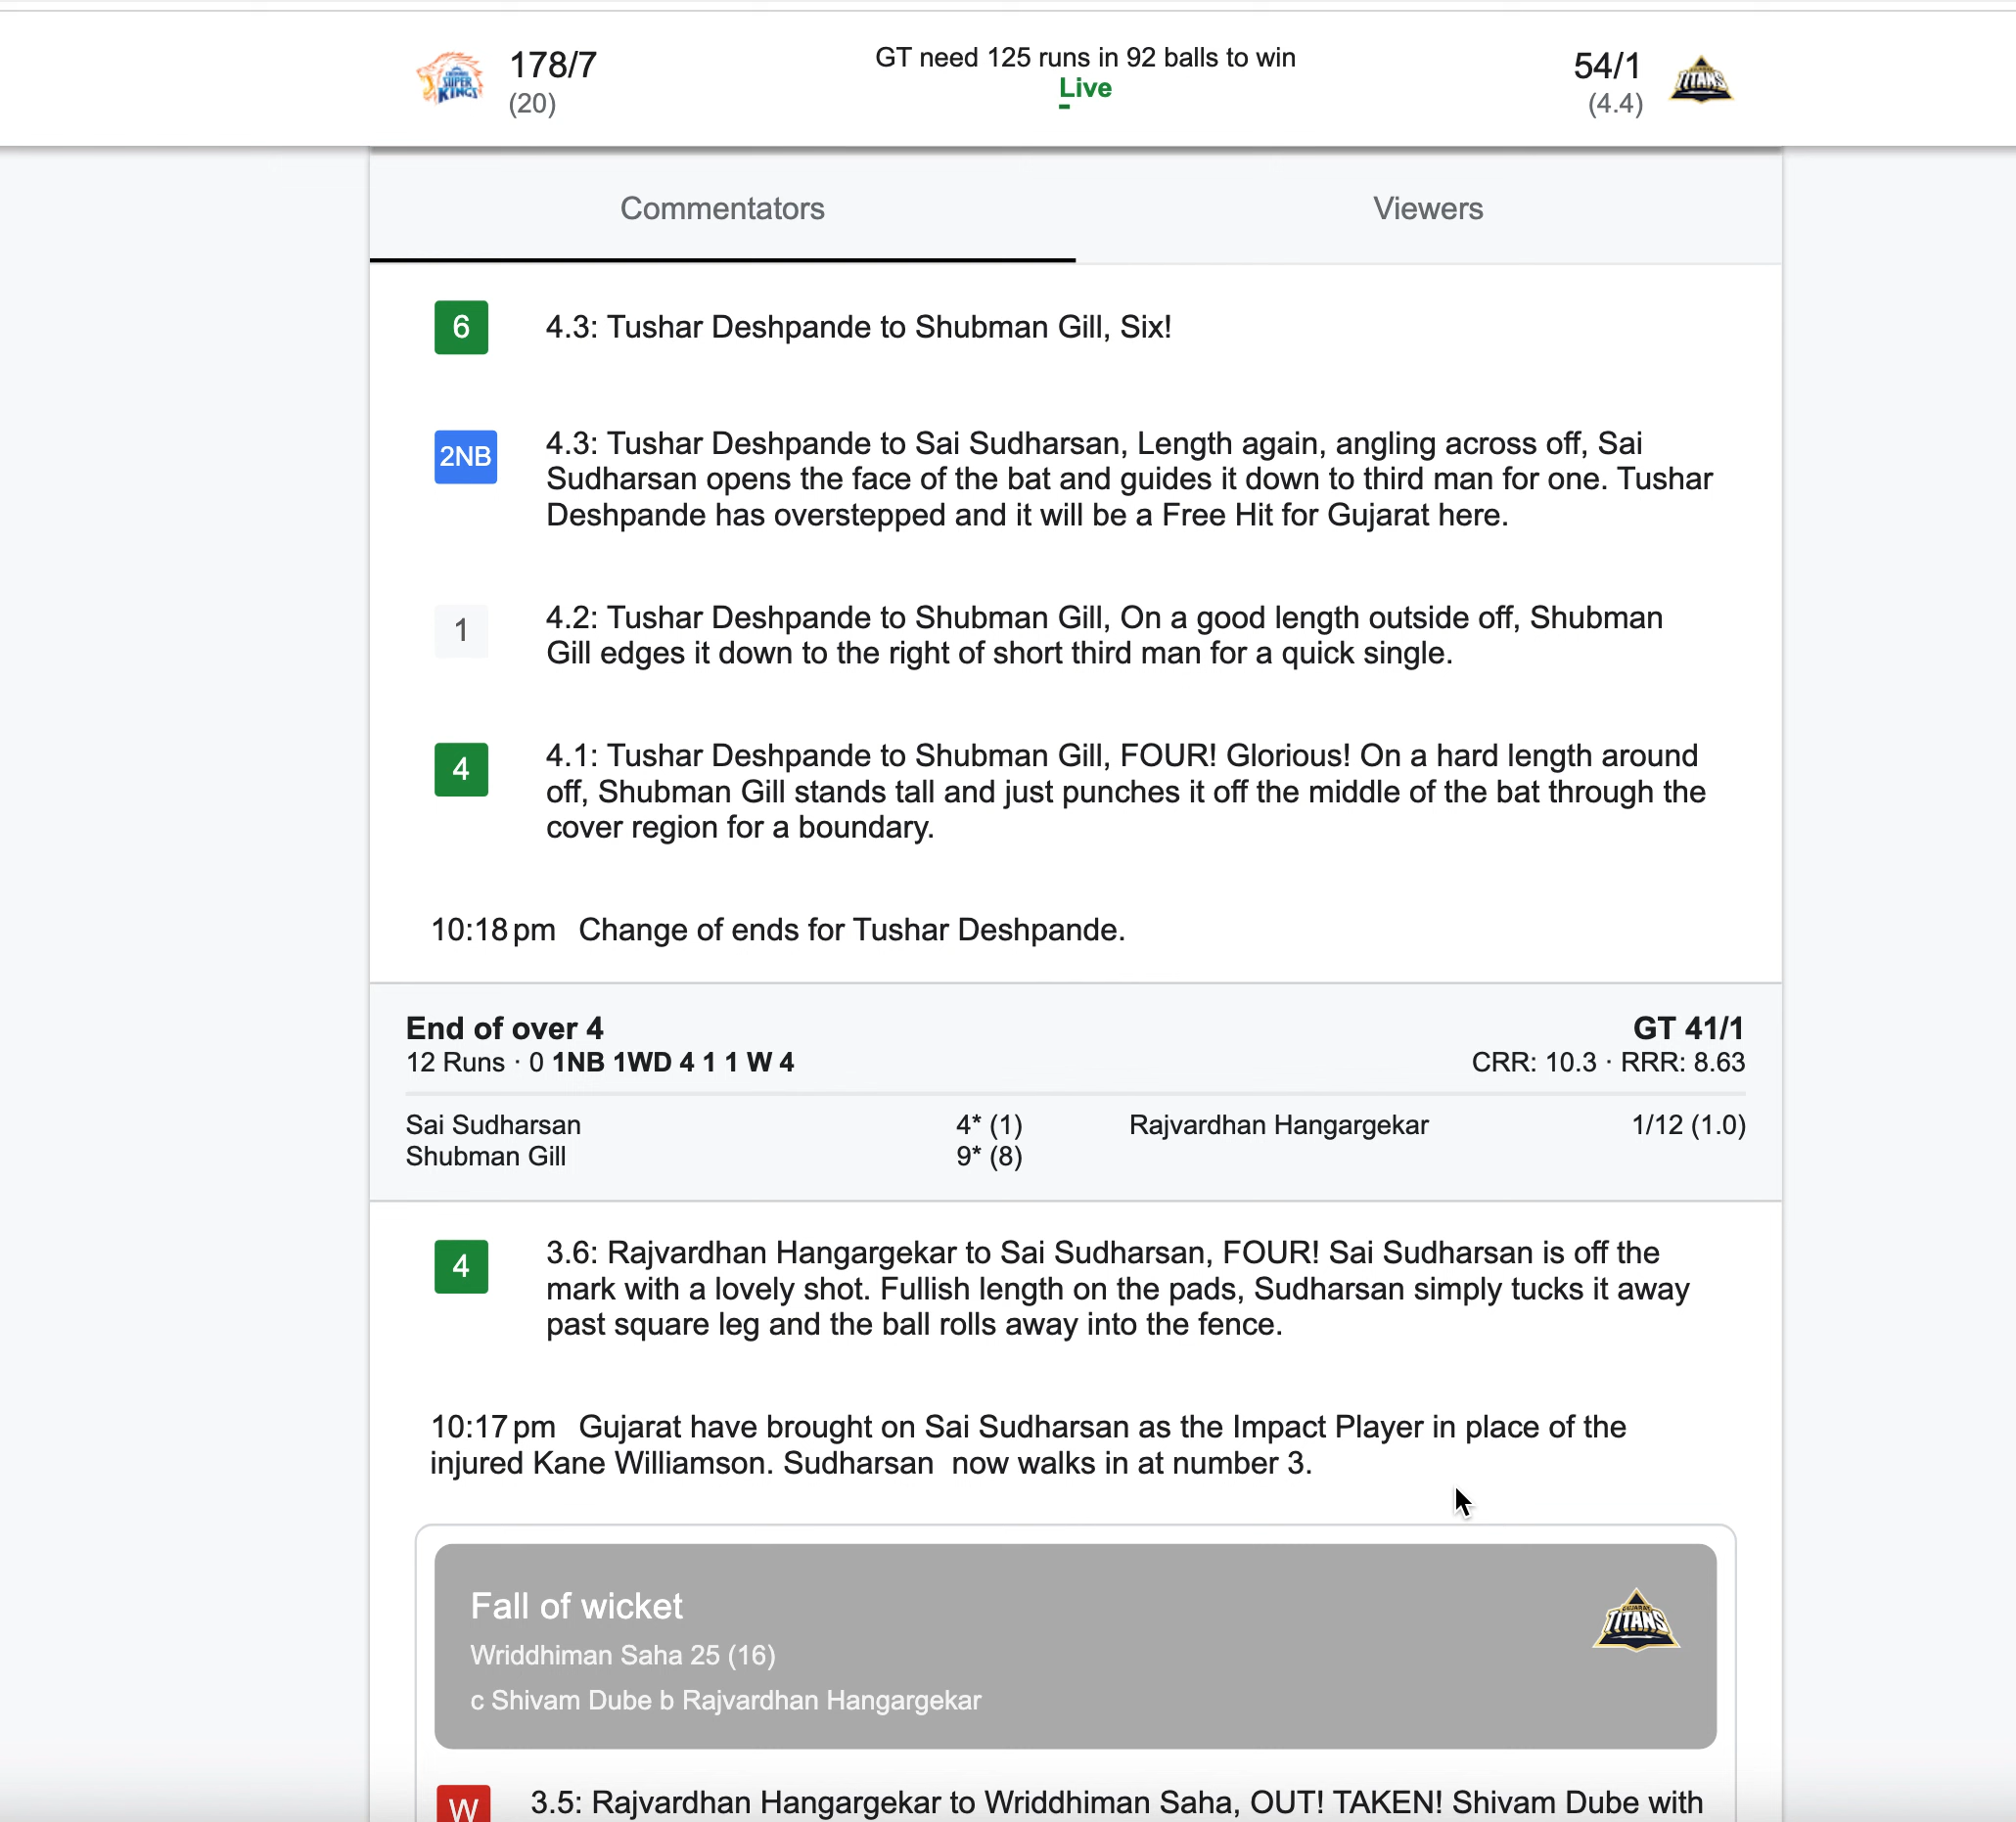 178/7
(20)
GT need 125 runs in 92 balls to win
Live
54/1
(4.4)
SUPER
KINGS
TITANS
Commentators
Viewers
6
4.3: Tushar Deshpande to Shubman Gill, Six!
2NB
4.3: Tushar Deshpande to Sai Sudharsan, Length again, angling across off, Sai
Sudharsan opens the face of the bat and guides it down to third man for one. Tushar
Deshpande has overstepped and it will be a Free Hit for Gujarat here.
1
4.2: Tushar Deshpande to Shubman Gill, On a good length outside off, Shubman
Gill edges it down to the right of short third man for a quick single.
4
4.1: Tushar Deshpande to Shubman Gill, FOUR! Glorious! On a hard length around
off, Shubman Gill stands tall and just punches it off the middle of the bat through the
cover region for a boundary.
10:18 pm Change of ends for Tushar Deshpande.
End of over 4
GT 41/1
12 Runs · 0 1NB 1WD 4 1 1 W 4
CRR: 10.3 · RRR: 8.63
Sai Sudharsan 4* (1)
Rajvardhan Hangargekar 1/12 (1.0)
Shubman Gill 9* (8)
4
3.6: Rajvardhan Hangargekar to Sai Sudharsan, FOUR! Sai Sudharsan is off the
mark with a lovely shot. Fullish length on the pads, Sudharsan simply tucks it away
past square leg and the ball rolls away into the fence.
10:17 pm Gujarat have brought on Sai Sudharsan as the Impact Player in place of the
injured Kane Williamson. Sudharsan  now walks in at number 3.
Fall of wicket
Wriddhiman Saha 25 (16)
c Shivam Dube b Rajvardhan Hangargekar
GUJARAT
TITANS
W
3.5: Rajvardhan Hangargekar to Wriddhiman Saha, OUT! TAKEN! Shivam Dube with